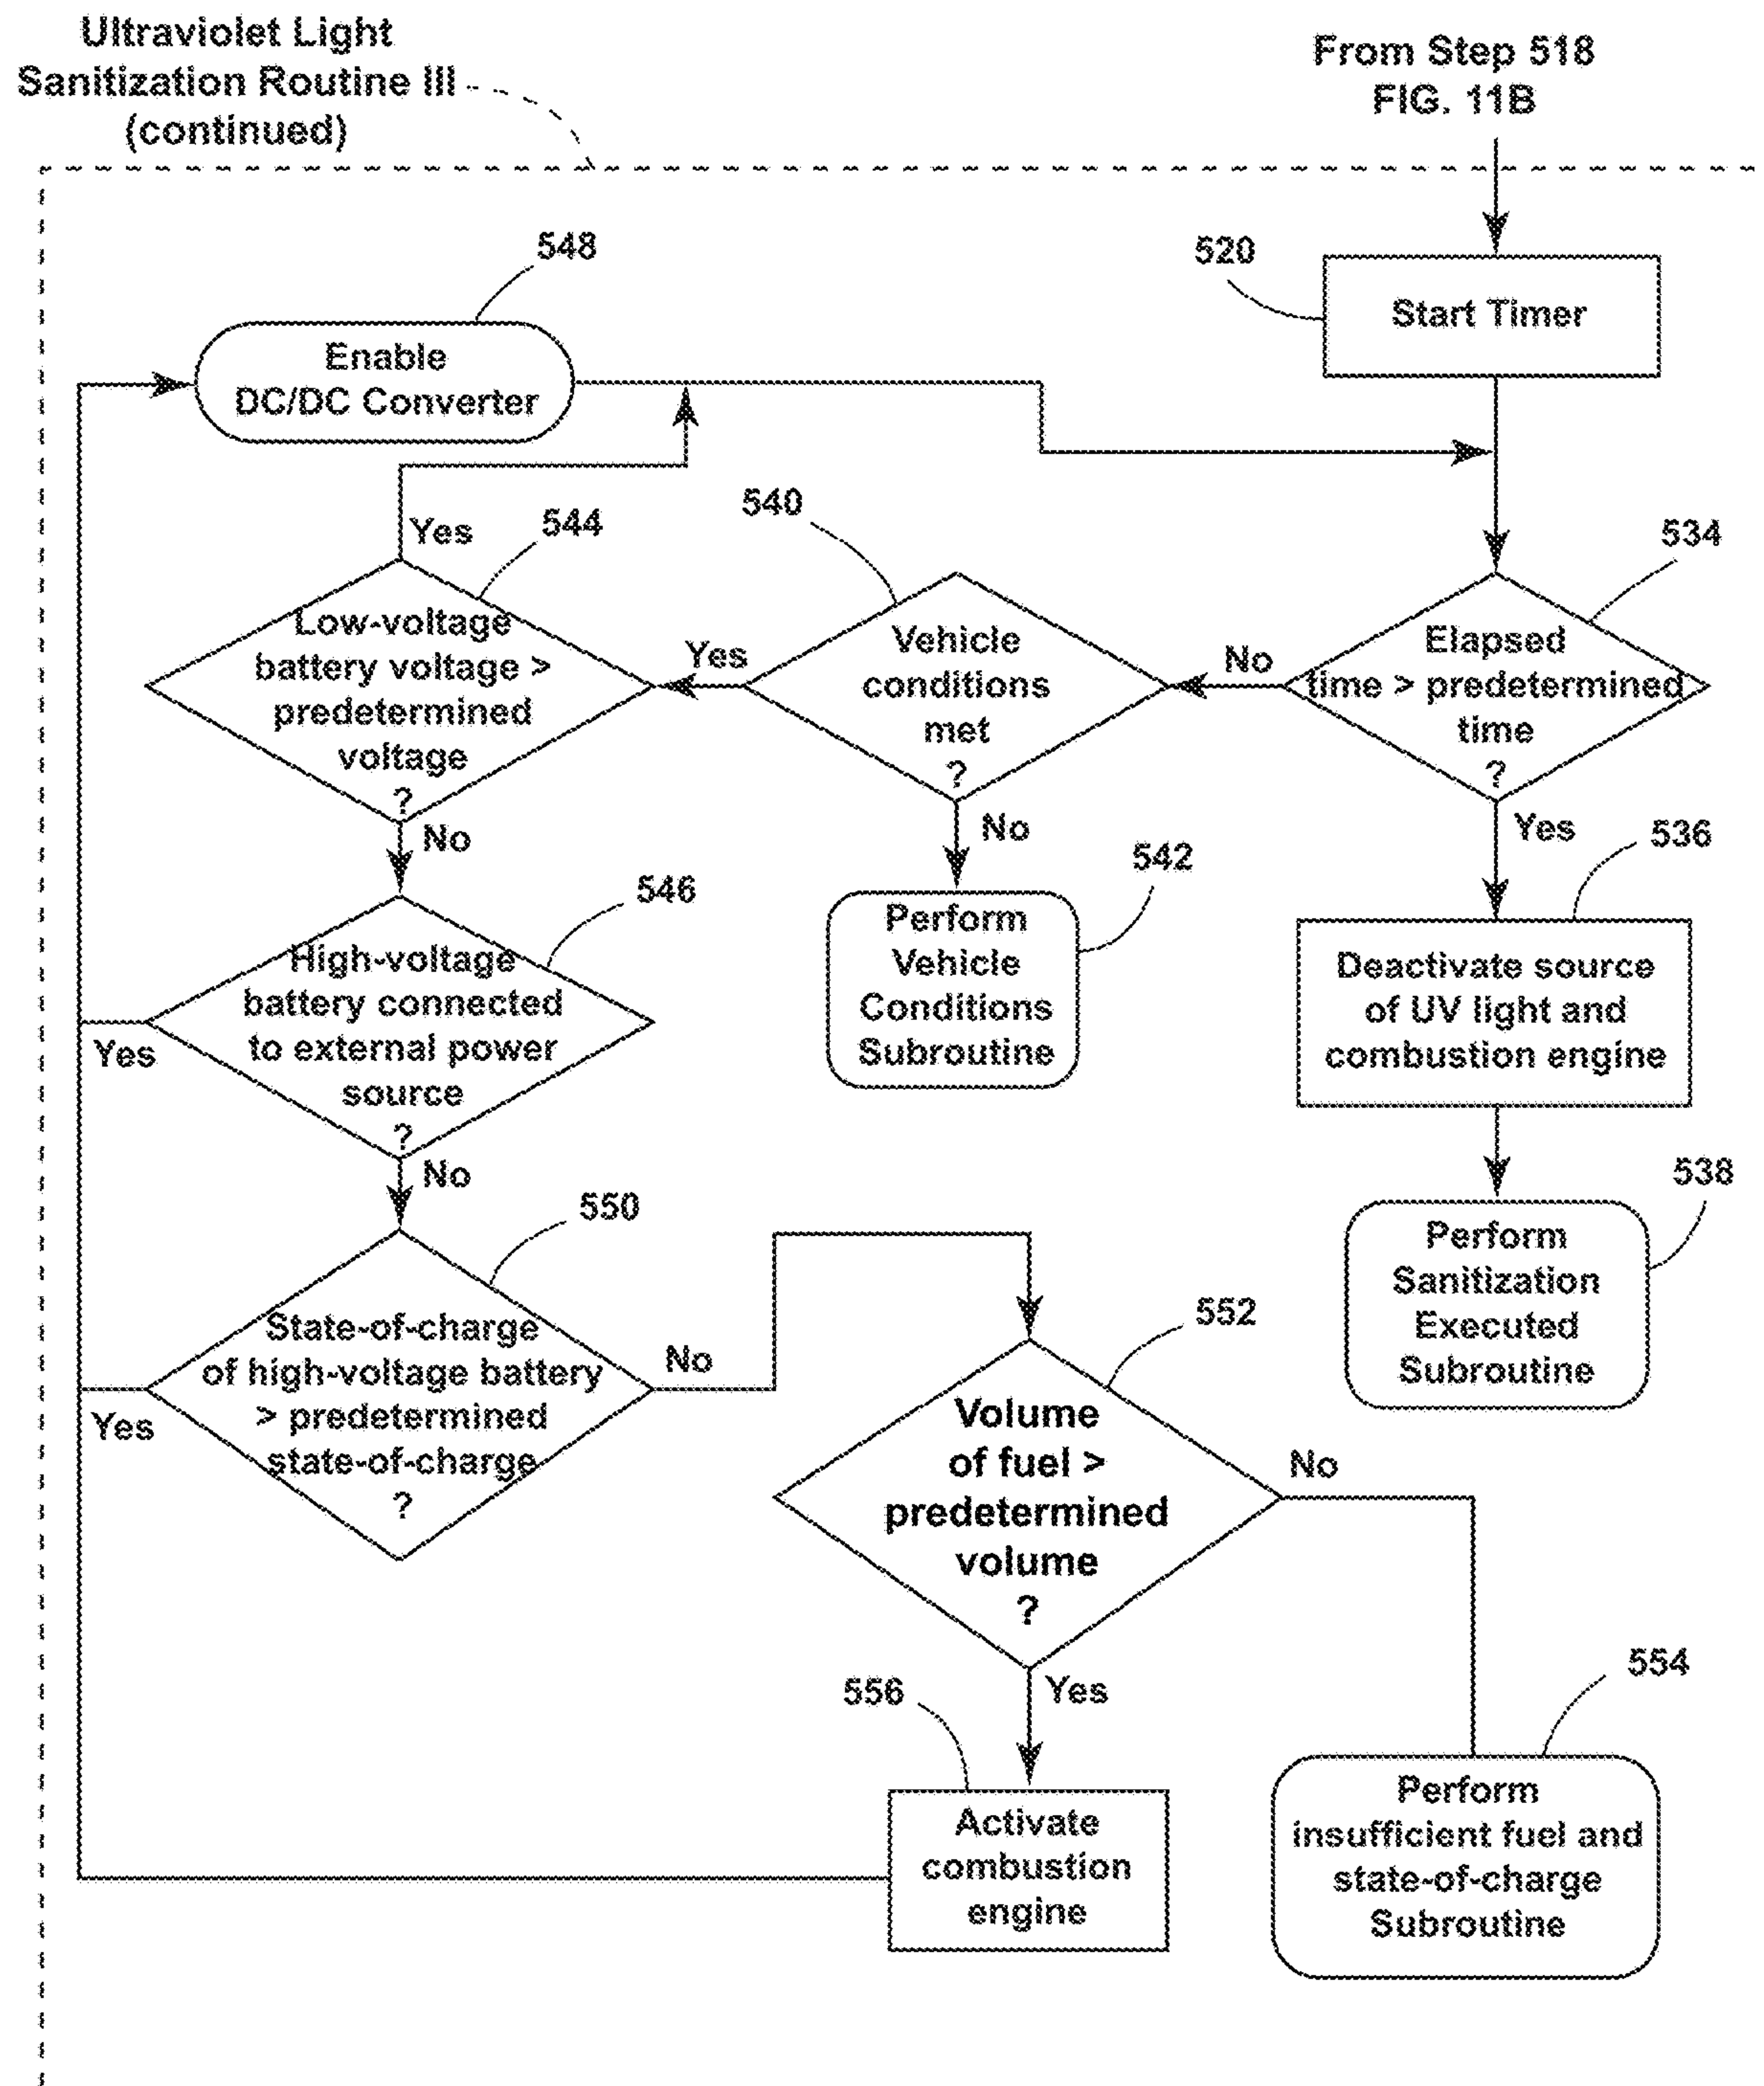 Ultraviolet Light
Sanitization Routine III
(continued)
From Step 518
FIG. 11B
548
520
Start Timer
Enable
DC/DC Converter
Yes
544
540
534
Low-voltage
battery voltage >
predetermined
voltage
?
Yes
Vehicle
conditions
met
?
No
Elapsed
time > predetermined
time
?
No
No
Yes
536
542
546
Perform
Vehicle
Conditions
Subroutine
Deactivate source
of UV light and
combustion engine
High-voltage
battery connected
to external power
source
?
Yes
No
538
Perform
Sanitization
Executed
Subroutine
550
State-of-charge
of high-voltage battery
> predetermined
state-of-charge
?
Yes
No
552
Volume
of fuel >
predetermined
volume
?
No
Yes
556
554
Activate
combustion
engine
Perform
insufficient fuel and
state-of-charge
Subroutine